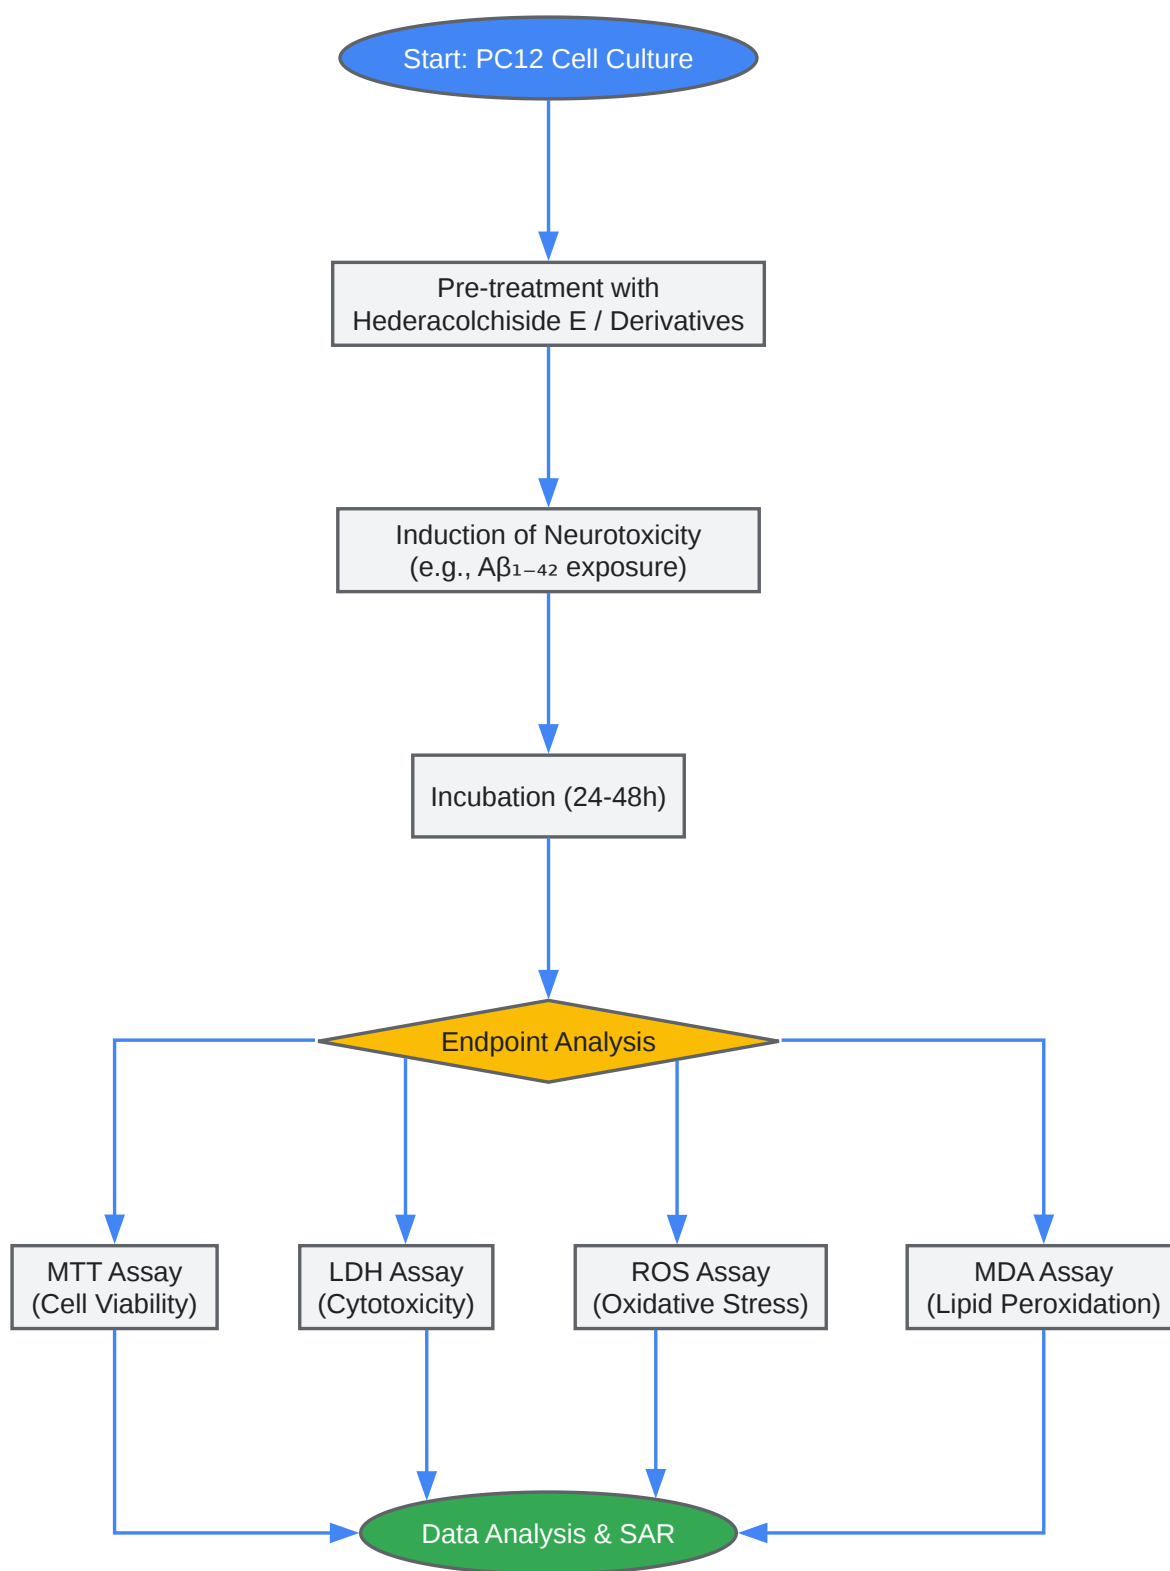 Start: PC12 Cell Culture
Pre-treatment with
Hederacolchiside E / Derivatives
Induction of Neurotoxicity
(e.g., Aβ₁₋₄₂ exposure)
Incubation (24-48h)
Endpoint Analysis
MTT Assay
(Cell Viability)
LDH Assay
(Cytotoxicity)
ROS Assay
(Oxidative Stress)
MDA Assay
(Lipid Peroxidation)
Data Analysis & SAR